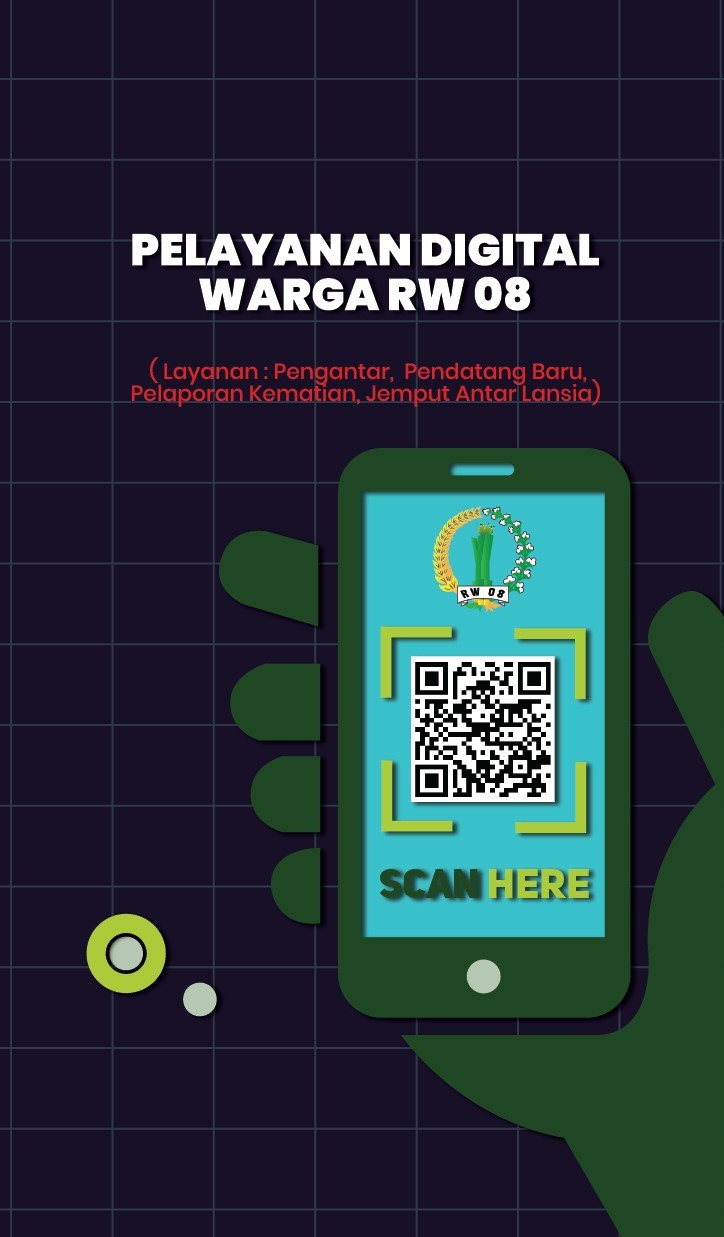 PELAYANAN DIGITAL
WARGA RW 08
( Layanan : Pengantar, Pendatang Baru,
Pelaporan Kematian, Jemput Antar Lansia)
RW 08
SCAN HERE